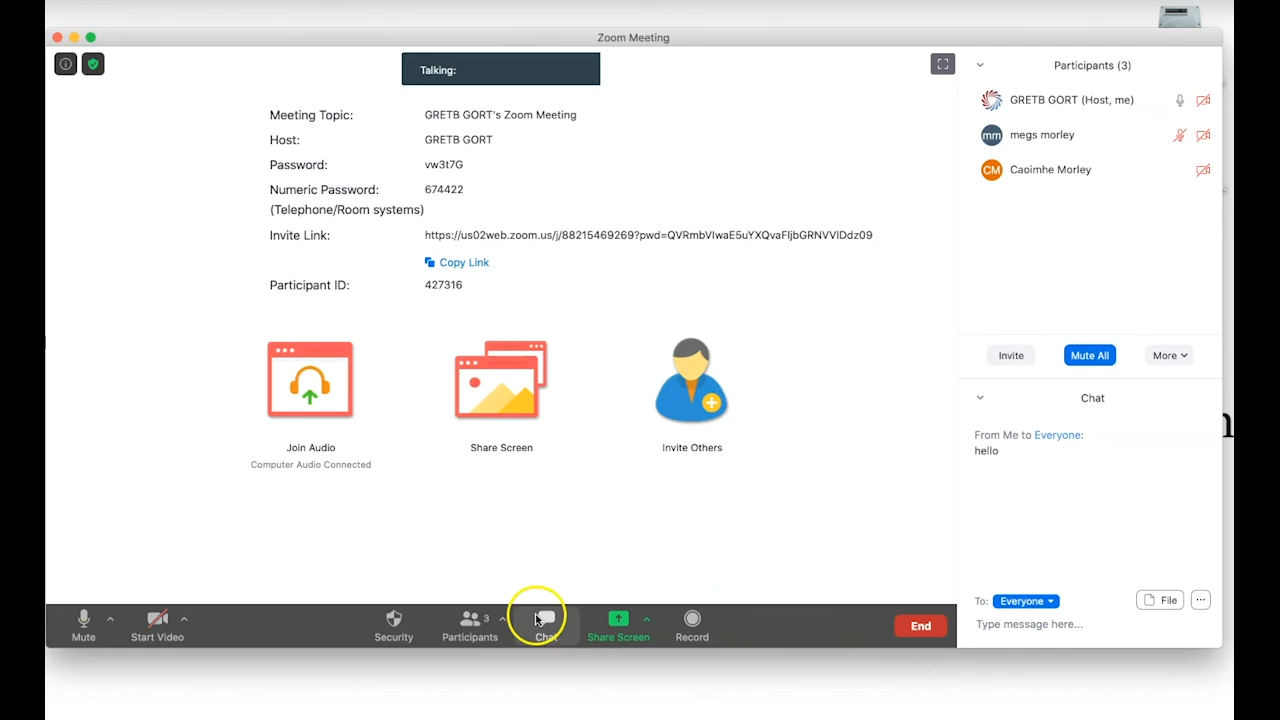 Zoom Meeting
Talking:
Meeting Topic: GRETB GORT's Zoom Meeting
Host: GRETB GORT
Password: vw3t7G
Numeric Password: 674422
(Telephone/Room systems)
Invite Link: https://us02web.zoom.us/j/88215469269?pwd=QVRmbVIwaE5uYXQvaFljbGRNVVlDdz09
Copy Link
Participant ID: 427316
Join Audio
Computer Audio Connected
Share Screen
Invite Others
Participants (3)
GRETB GORT (Host, me)
mm megs morley
CM Caoimhe Morley
Invite Mute All More
Chat
From Me to Everyone:
hello
To: Everyone File
Type message here...
Mute Start Video Security Participants 3 Chat Share Screen Record End
n